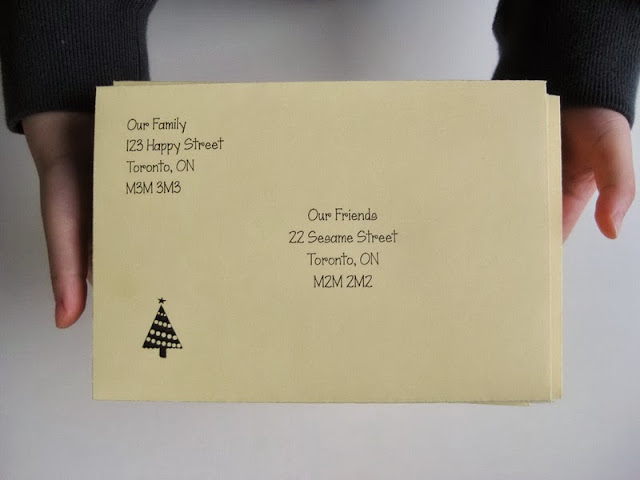 Our Family
123 Happy Street
Toronto, ON
M3M 3M3
Our Friends
22 Sesame Street
Toronto, ON
M2M 2M2